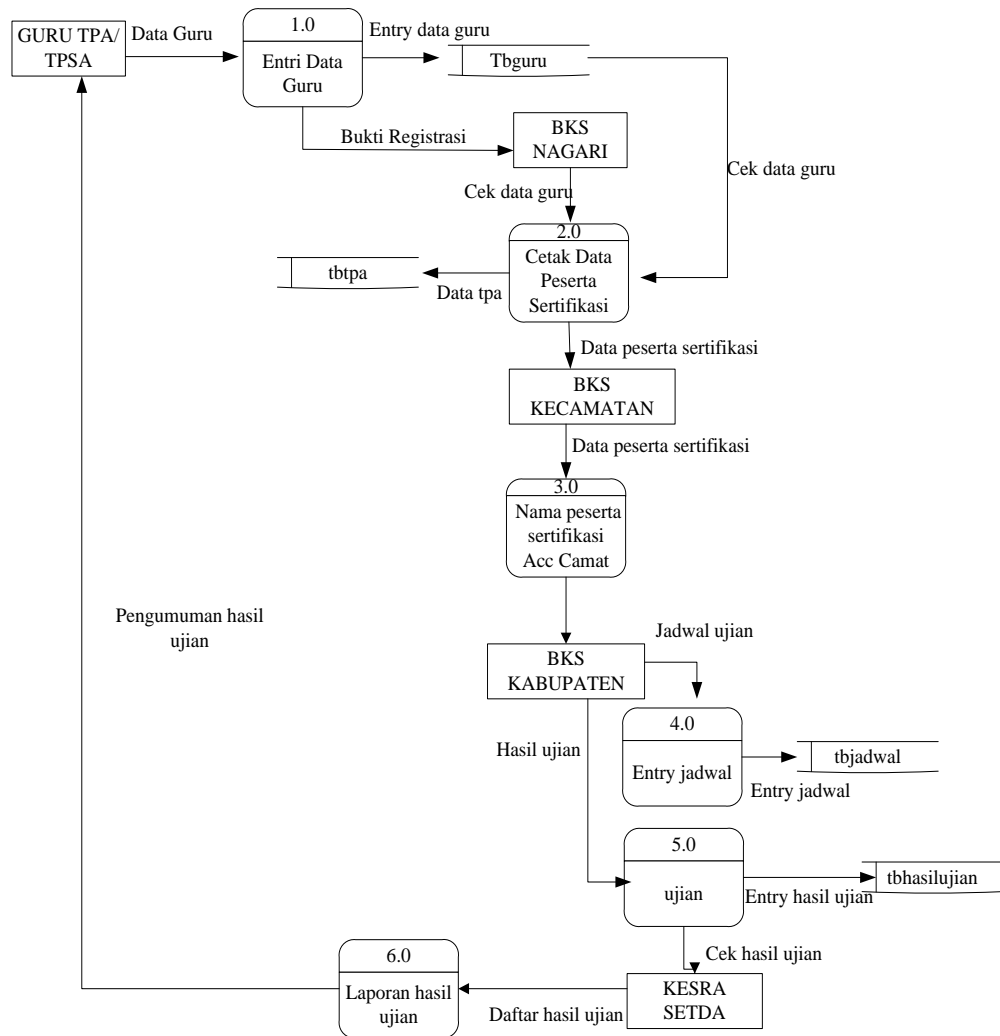 GURU TPA/
TPSA
Data Guru
1.0
Entri Data
Guru
Entry data guru
Tbguru
Bukti Registrasi
BKS
NAGARI
Cek data guru
Cek data guru
2.0
Cetak Data
Peserta
Sertifikasi
tbtpa
Data tpa
Data peserta sertifikasi
BKS
KECAMATAN
Data peserta sertifikasi
3.0
Nama peserta
sertifikasi
Acc Camat
Pengumuman hasil
ujian
Jadwal ujian
BKS
KABUPATEN
4.0
Entry jadwal
tbjadwal
Entry jadwal
Hasil ujian
5.0
ujian
tbhasilujian
Entry hasil ujian
Cek hasil ujian
6.0
Laporan hasil
ujian
Daftar hasil ujian
KESRA
SETDA